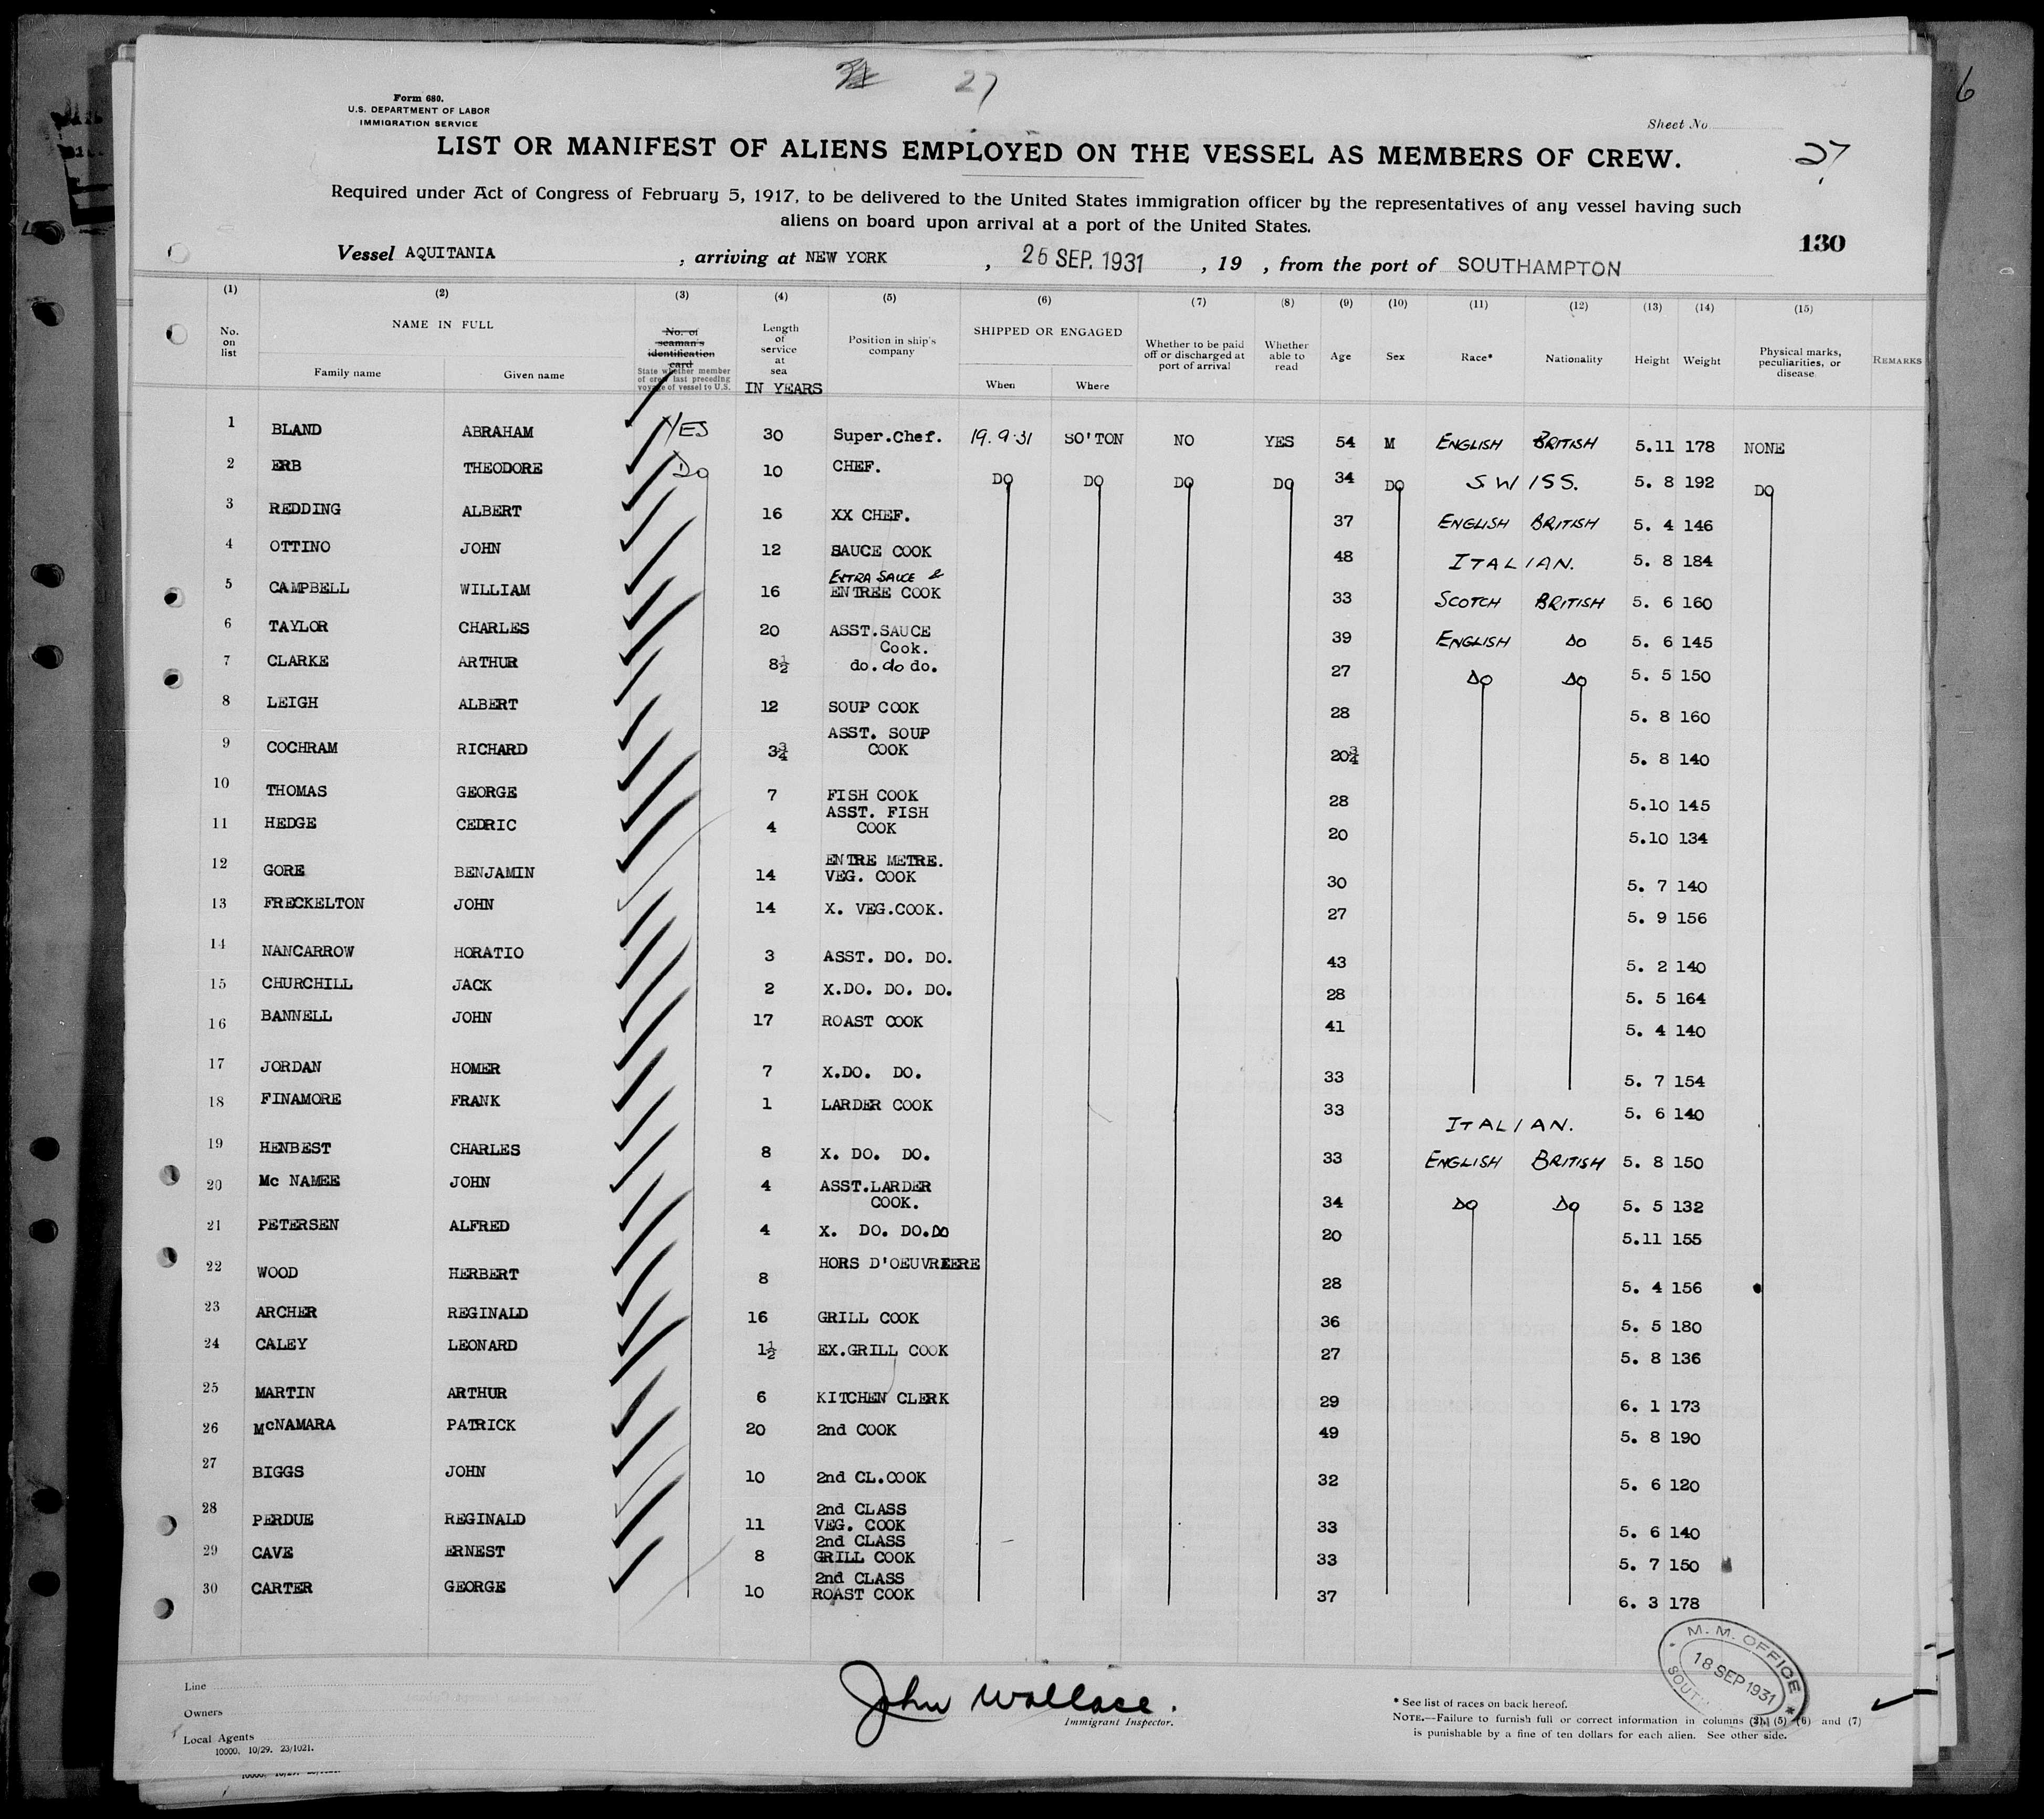 27
6
Form 680.
U.S. DEPARTMENT OF LABOR
IMMIGRATION SERVICE
Sheet No
LIST OR MANIFEST OF ALIENS EMPLOYED ON THE VESSEL AS MEMBERS OF CREW.
27
Required under Act of Congress of February 5, 1917, to be delivered to the United States immigration officer by the representatives of any vessel having such
aliens on board upon arrival at a port of the United States.
130
Vessel AQUITANIA , arriving at NEW YORK , 26 SEP. 1931 , 19 , from the port of SOUTHAMPTON
(1) (2) (3) (4) (5) (6) (7) (8) (9) (10) (11) (12) (13) (14) (15)
No. on list
NAME IN FULL
Family name Given name
No. of seaman's identification card
State whether member of crew last preceding voyage of vessel to U.S.
Length of service at sea
IN YEARS
Position in ship's company
SHIPPED OR ENGAGED
When Where
Whether to be paid off or discharged at port of arrival
Whether able to read
Age Sex Race* Nationality Height Weight
Physical marks, peculiarities, or disease
REMARKS
1 BLAND ABRAHAM YES 30 Super.Chef. 19.9.31 SO'TON NO YES 54 M ENGLISH BRITISH 5.11 178 NONE
2 ERB THEODORE Do 10 CHEF. DO DO DO DO 34 DO SWISS. 5. 8 192 DO
3 REDDING ALBERT 16 XX CHEF. 37 ENGLISH BRITISH 5. 4 146
4 OTTINO JOHN 12 SAUCE COOK 48 ITALIAN. 5. 8 184
5 CAMPBELL WILLIAM 16 EXTRA SAUCE & ENTREE COOK 33 SCOTCH BRITISH 5. 6 160
6 TAYLOR CHARLES 20 ASST.SAUCE Cook. 39 ENGLISH DO 5. 6 145
7 CLARKE ARTHUR 8½ do. do do. 27 DO DO 5. 5 150
8 LEIGH ALBERT 12 SOUP COOK 28 5. 8 160
9 COCHRAM RICHARD 3¾ ASST. SOUP COOK 20¾ 5. 8 140
10 THOMAS GEORGE 7 FISH COOK 28 5.10 145
11 HEDGE CEDRIC 4 ASST. FISH COOK 20 5.10 134
12 GORE BENJAMIN 14 ENTRE METRE. VEG. COOK 30 5. 7 140
13 FRECKELTON JOHN 14 X. VEG.COOK. 27 5. 9 156
14 NANCARROW HORATIO 3 ASST. DO. DO. 43 5. 2 140
15 CHURCHILL JACK 2 X.DO. DO. DO. 28 5. 5 164
16 BANNELL JOHN 17 ROAST COOK 41 5. 4 140
17 JORDAN HOMER 7 X.DO. DO. 33 5. 7 154
18 FINAMORE FRANK 1 LARDER COOK 33 ITALIAN. 5. 6 140
19 HENBEST CHARLES 8 X. DO. DO. 33 ENGLISH BRITISH 5. 8 150
20 Mc NAMEE JOHN 4 ASST.LARDER COOK. 34 DO DO 5. 5 132
21 PETERSEN ALFRED 4 X. DO. DO.DO 20 5.11 155
22 WOOD HERBERT 8 HORS D'OEUVREERE 28 5. 4 156
23 ARCHER REGINALD 16 GRILL COOK 36 5. 5 180
24 CALEY LEONARD 1½ EX.GRILL COOK 27 5. 8 136
25 MARTIN ARTHUR 6 KITCHEN CLERK 29 6. 1 173
26 McNAMARA PATRICK 20 2nd COOK 49 5. 8 190
27 BIGGS JOHN 10 2nd CL.COOK 32 5. 6 120
28 PERDUE REGINALD 11 2nd CLASS VEG. COOK 33 5. 6 140
29 CAVE ERNEST 8 2nd CLASS GRILL COOK 33 5. 7 150
30 CARTER GEORGE 10 2nd CLASS ROAST COOK 37 6. 3 178
M. M. OFFICE
18 SEP 1931
Line
Owners
Local Agents
10000, 10/29. 23/1021.
John Wallace.
Immigrant Inspector.
* See list of races on back hereof.
NOTE.—Failure to furnish full or correct information in columns (2), (5) (6) and (7)
is punishable by a fine of ten dollars for each alien. See other side.